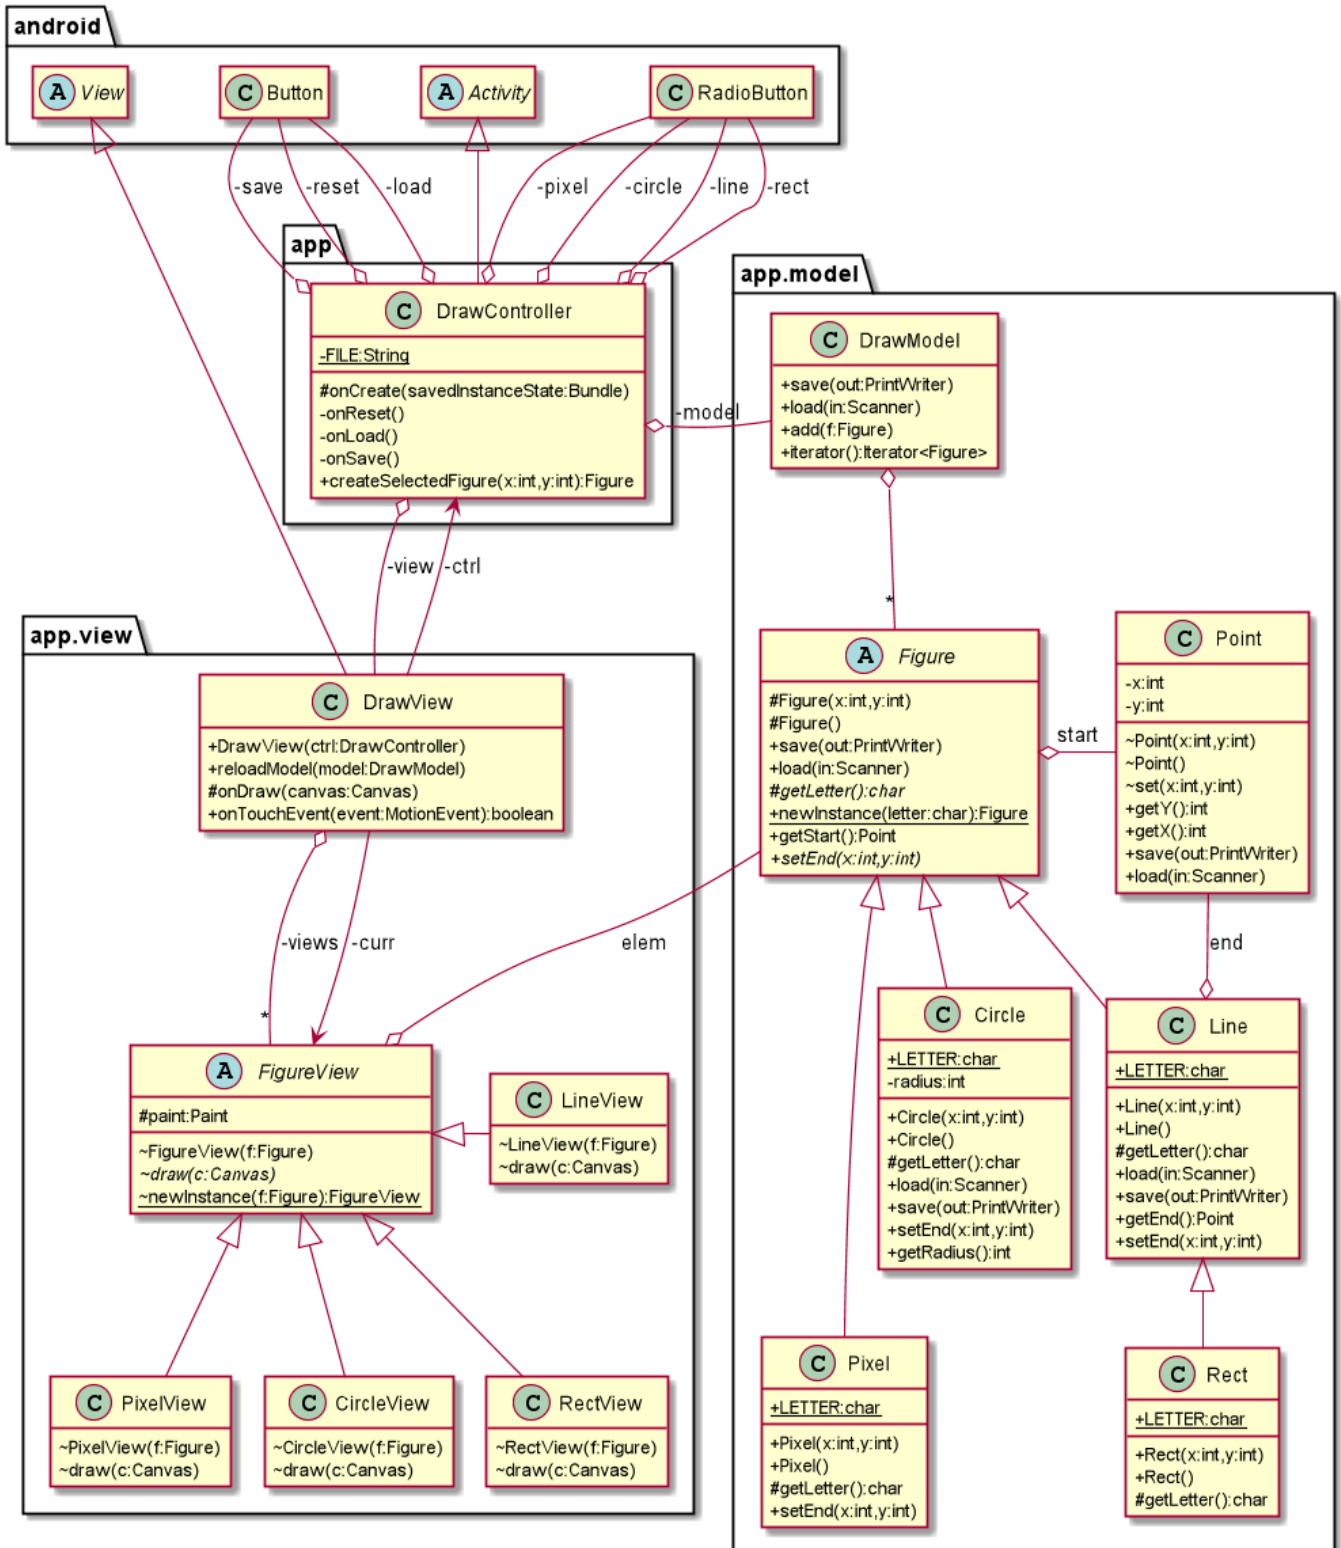 android
A View
C Button
A Activity
C RadioButton
-save
-reset
-load
-pixel
-circle
-line
-rect
app
C DrawController
-FILE:String
#onCreate(savedInstanceState:Bundle)
-onReset()
-onLoad()
-onSave()
+createSelectedFigure(x:int,y:int):Figure
-model
-view
-ctrl
app.model
C DrawModel
+save(out:PrintWriter)
+load(in:Scanner)
+add(f:Figure)
+iterator():Iterator<Figure>
*
A Figure
#Figure(x:int,y:int)
#Figure()
+save(out:PrintWriter)
+load(in:Scanner)
#getLetter():char
+newInstance(letter:char):Figure
+getStart():Point
+setEnd(x:int,y:int)
start
C Point
-x:int
-y:int
~Point(x:int,y:int)
~Point()
~set(x:int,y:int)
+getY():int
+getX():int
+save(out:PrintWriter)
+load(in:Scanner)
end
app.view
C DrawView
+DrawView(ctrl:DrawController)
+reloadModel(model:DrawModel)
#onDraw(canvas:Canvas)
+onTouchEvent(event:MotionEvent):boolean
-views
-curr
elem
*
A FigureView
#paint:Paint
~FigureView(f:Figure)
~draw(c:Canvas)
~newInstance(f:Figure):FigureView
C LineView
~LineView(f:Figure)
~draw(c:Canvas)
C Circle
+LETTER:char
-radius:int
+Circle(x:int,y:int)
+Circle()
#getLetter():char
+load(in:Scanner)
+save(out:PrintWriter)
+setEnd(x:int,y:int)
+getRadius():int
C Line
+LETTER:char
+Line(x:int,y:int)
+Line()
#getLetter():char
+load(in:Scanner)
+save(out:PrintWriter)
+getEnd():Point
+setEnd(x:int,y:int)
C PixelView
~PixelView(f:Figure)
~draw(c:Canvas)
C CircleView
~CircleView(f:Figure)
~draw(c:Canvas)
C RectView
~RectView(f:Figure)
~draw(c:Canvas)
C Pixel
+LETTER:char
+Pixel(x:int,y:int)
+Pixel()
#getLetter():char
+setEnd(x:int,y:int)
C Rect
+LETTER:char
+Rect(x:int,y:int)
+Rect()
#getLetter():char